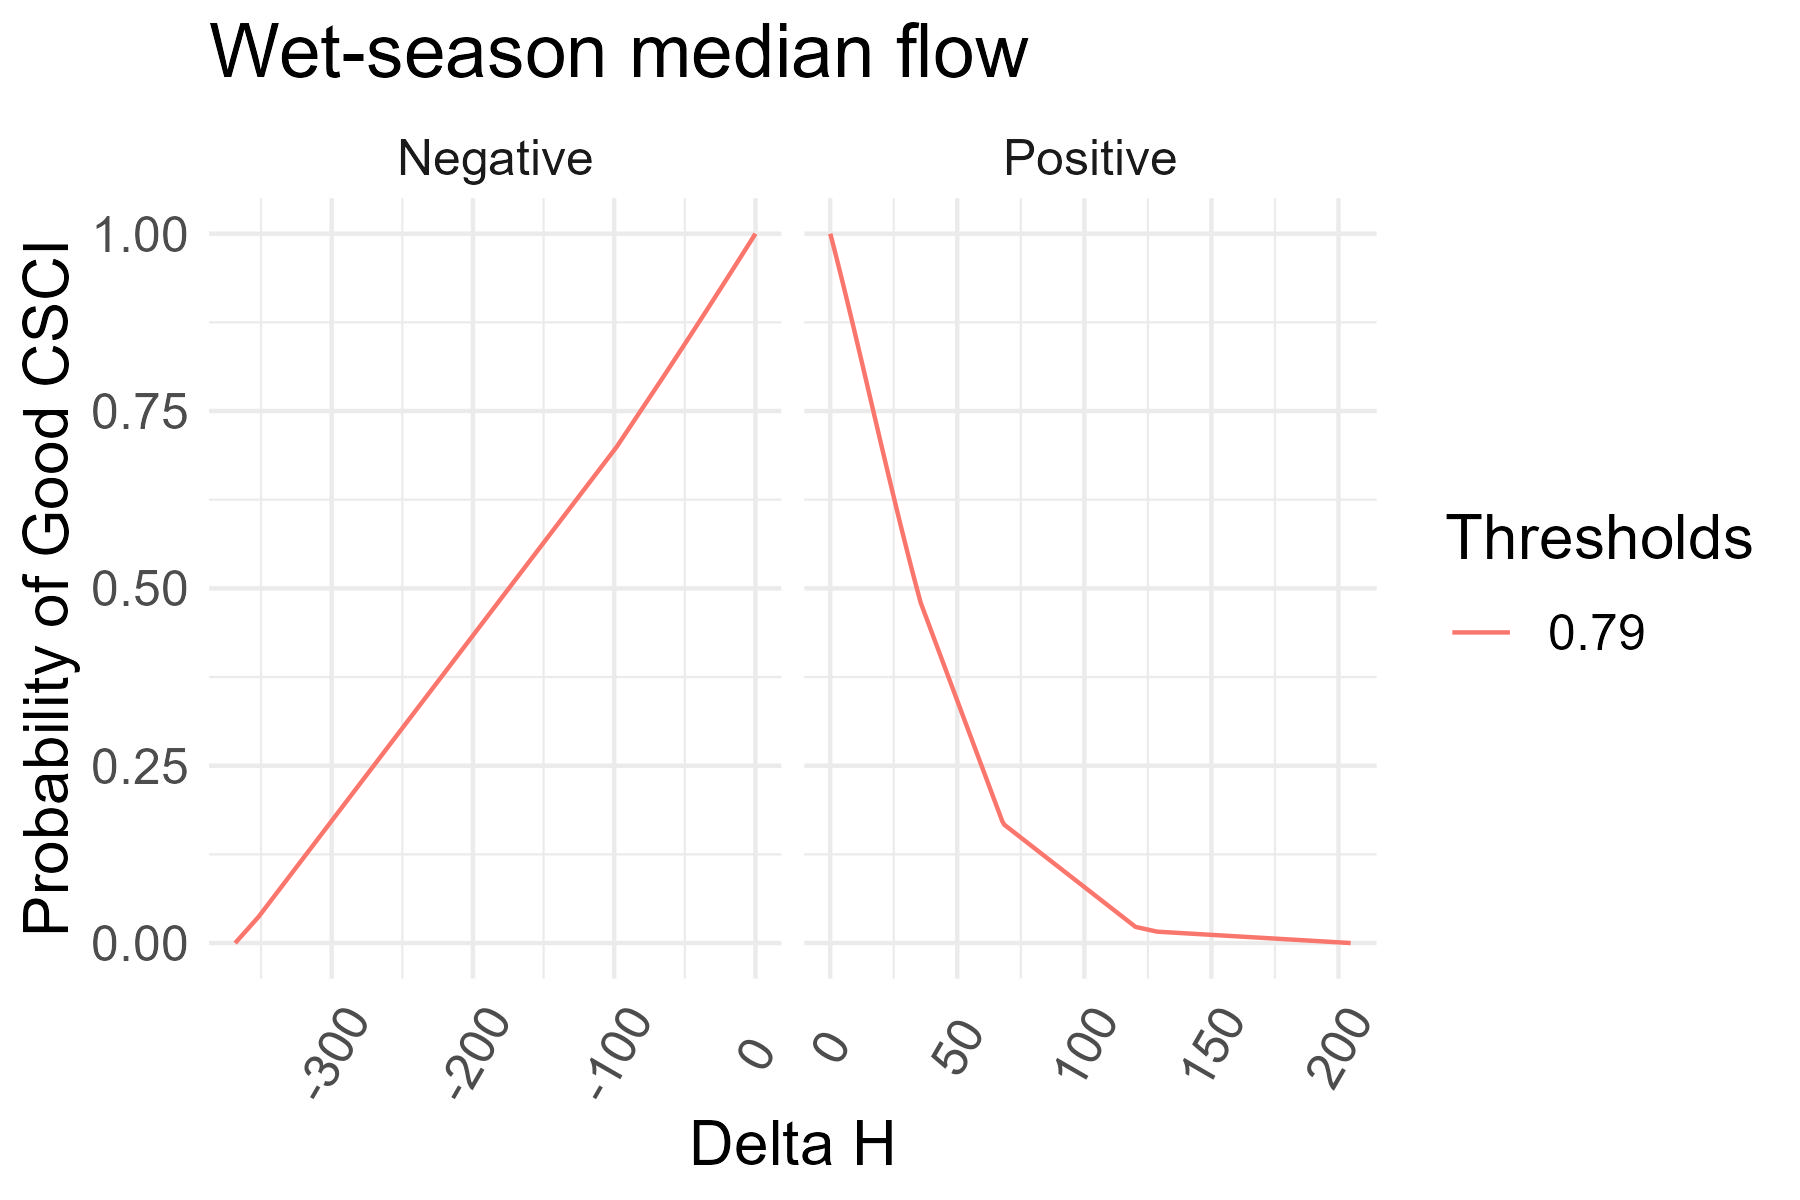 Wet-season median flow
Negative Positive
Probability of Good CSCI
1.00
0.75
0.50
0.25
0.00
-300 -200 -100 0 0 50 100 150 200
Delta H
Thresholds
0.79